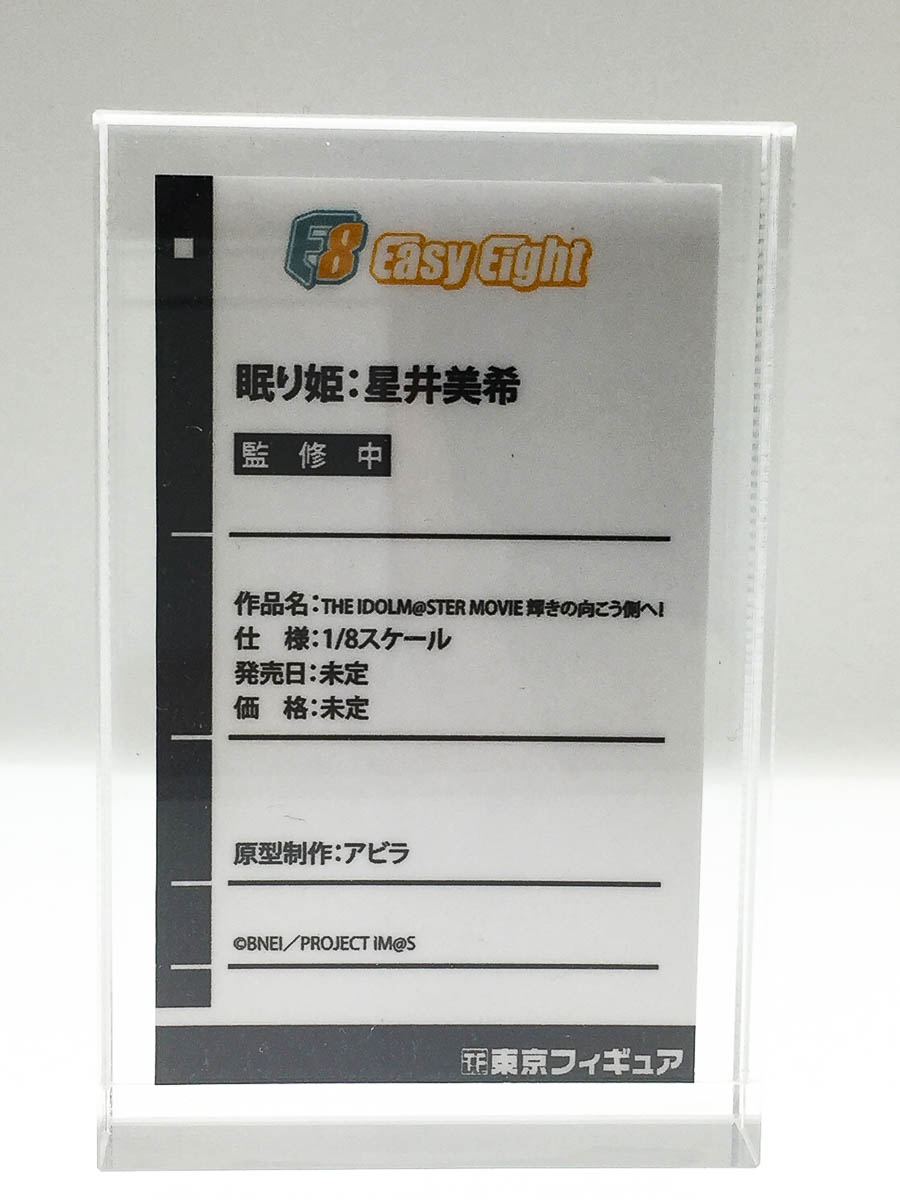 E8 Easy Eight
眠り姫：星井美希
監 修 中
作品名：THE IDOLM@STER MOVIE 輝きの向こう側へ!
仕 様：1/8スケール
発売日：未定
価 格：未定
原型制作：アビラ
©BNEI／PROJECT iM@S
TF 東京フィギュア